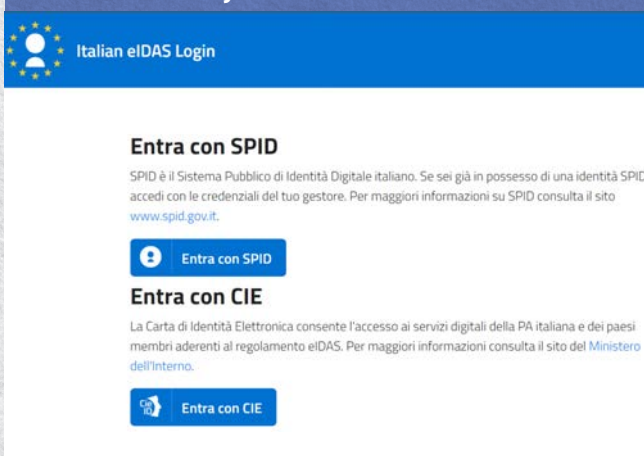 Italian eIDAS Login
Entra con SPID
SPID è il Sistema Pubblico di Identità Digitale italiano. Se sei già in possesso di una identità SPID
accedi con le credenziali del tuo gestore. Per maggiori informazioni su SPID consulta il sito
www.spid.gov.it.
Entra con SPID
Entra con CIE
La Carta di Identità Elettronica consente l'accesso ai servizi digitali della PA italiana e dei paesi
membri aderenti al regolamento eIDAS. Per maggiori informazioni consulta il sito del Ministero
dell'Interno.
Entra con CIE